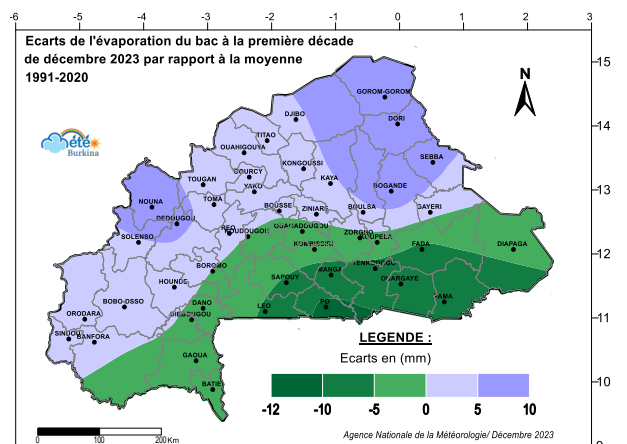 -6 -5 -4 -3 -2 -1 0 1 2 3
Ecarts de l'évaporation du bac à la première décade
de décembre 2023 par rapport à la moyenne
1991-2020
N
15
14
13
12
11
10
météo
Burkina
GOROM-GOROM
DJIBO
DORI
TITAO
OUAHIGOUYA
SEBBA
KONGOUSSI
GOURCY
KAYA
TOUGAN
YAKO
BOGANDE
NOUNA
TOMA
BOUSSE
ZINIARE
BOULSA
GAYERI
DEDOUGOU
REO
KOUDOUGOU
OUAGADOUGOU
ZORGHO
KOUPELA
SOLENSO
KOMBISSIRI
FADA
DIAPAGA
BOROMO
MANGA
TENKODOGO
HOUNDE
SAPOUY
OUARGAYE
BOBO-DSSO
DANO
LEO
PO
PAMA
ORODARA
DIEBOUGOU
SINDOU
BANFORA
GAOUA
BATIE
LEGENDE :
Ecarts en (mm)
-12 -10 -5 0 5 10
0 100 200 Km
Agence Nationale de la Météorologie/ Décembre 2023